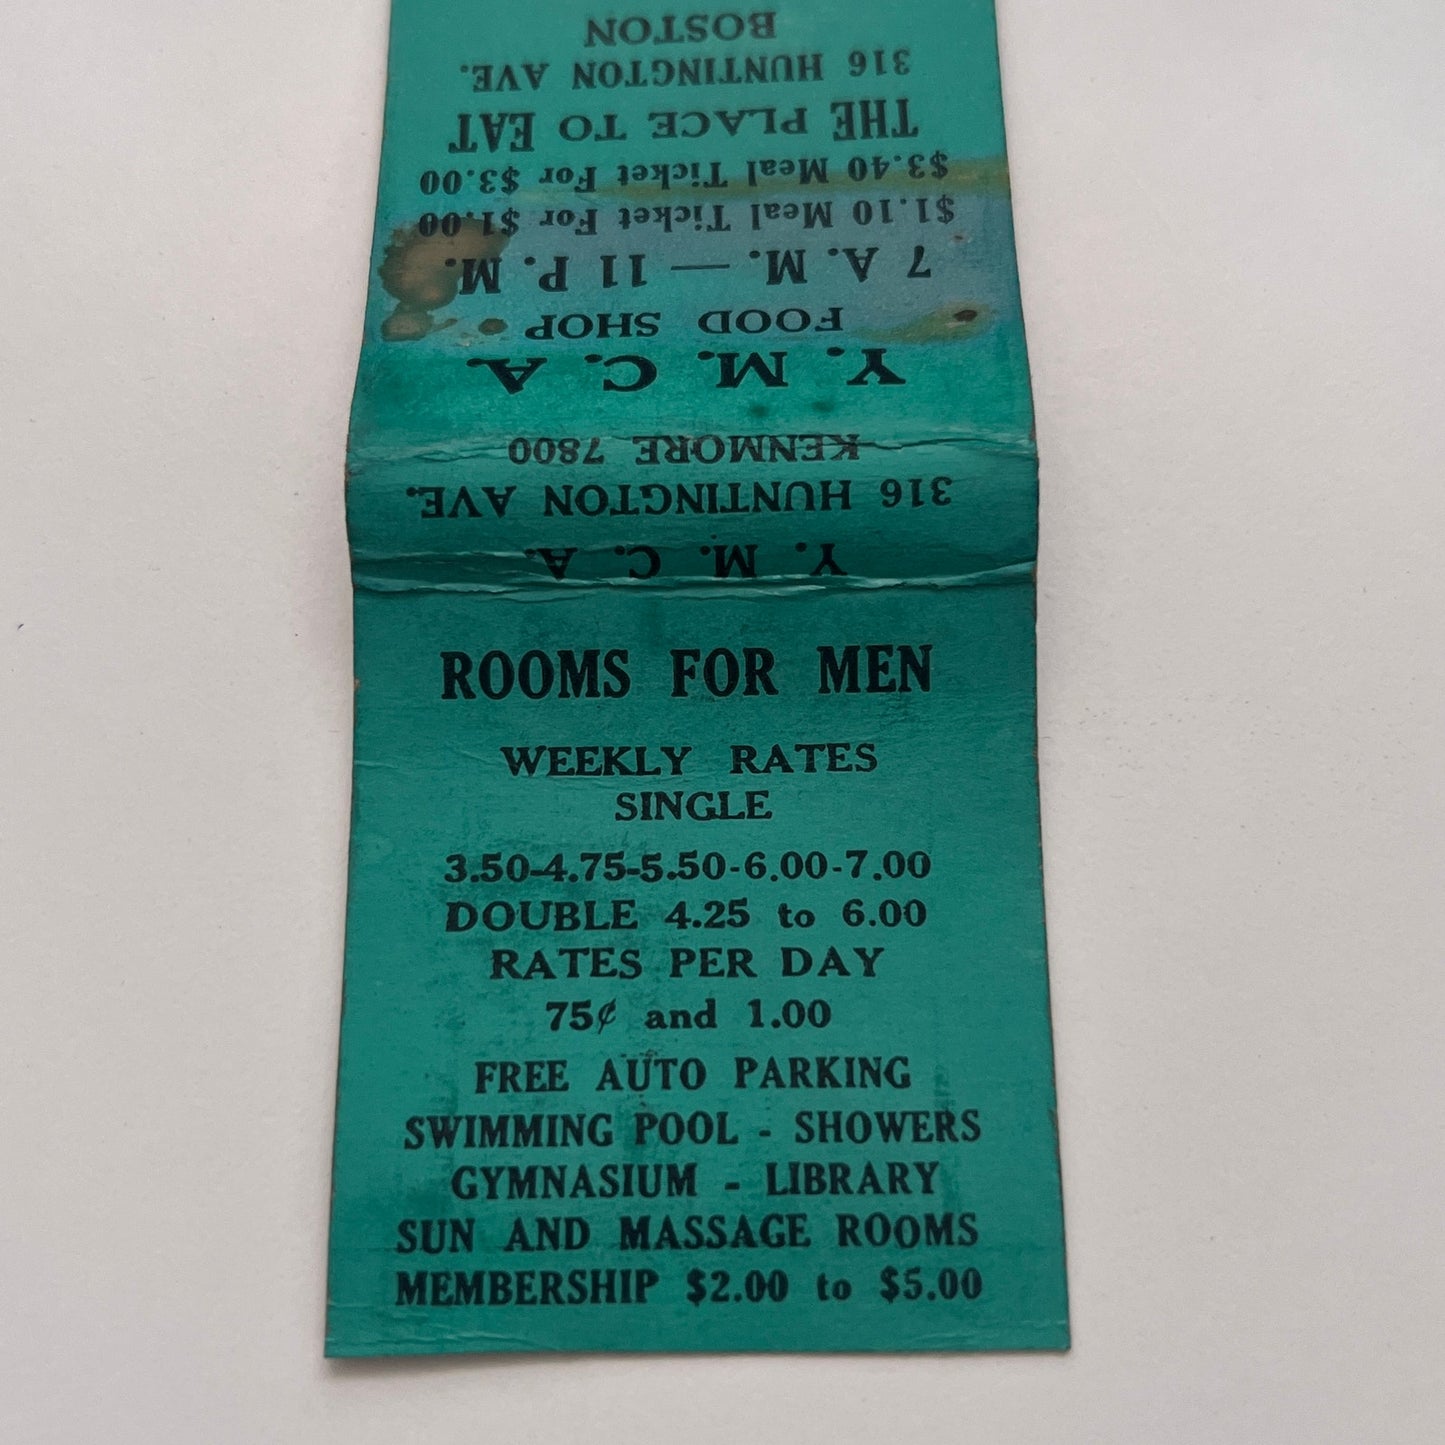 Y. M. C. A.
316 HUNTINGTON AVE.
KENMORE 7800
Y. M. C. A.
FOOD SHOP
7 A. M. — 11 P. M.
$1.10 Meal Ticket For $1.00
$3.40 Meal Ticket For $3.00
THE PLACE TO EAT
316 HUNTINGTON AVE.
BOSTON
ROOMS FOR MEN
WEEKLY RATES
SINGLE
3.50-4.75-5.50-6.00-7.00
DOUBLE 4.25 to 6.00
RATES PER DAY
75¢ and 1.00
FREE AUTO PARKING
SWIMMING POOL - SHOWERS
GYMNASIUM - LIBRARY
SUN AND MASSAGE ROOMS
MEMBERSHIP $2.00 to $5.00